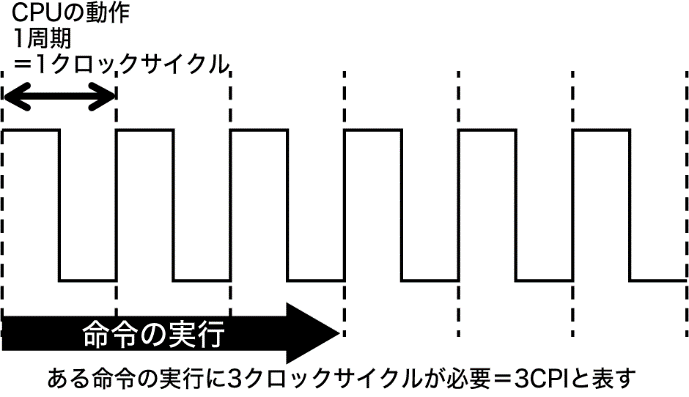 CPUの動作
1周期
＝1クロックサイクル
命令の実行
ある命令の実行に3クロックサイクルが必要＝3CPIと表す